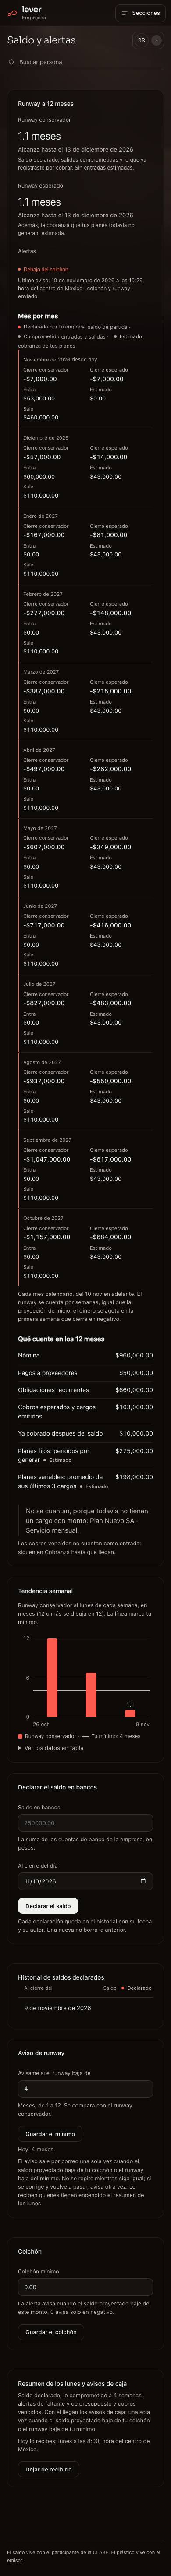 lever
Empresas
Secciones
Saldo y alertas
RR
Buscar persona
Runway a 12 meses
Runway conservador
1.1 meses
Alcanza hasta el 13 de diciembre de 2026
Saldo declarado, salidas comprometidas y lo que ya
registraste por cobrar. Sin entradas estimadas.
Runway esperado
1.1 meses
Alcanza hasta el 13 de diciembre de 2026
Además, la cobranza que tus planes todavía no
generan, estimada.
Alertas
Debajo del colchón
Último aviso: 10 de noviembre de 2026 a las 10:29,
hora del centro de México · colchón y runway ·
enviado.
Mes por mes
Declarado por tu empresa saldo de partida ·
Comprometido entradas y salidas · Estimado
cobranza de tus planes
Noviembre de 2026 desde hoy
Cierre conservador Cierre esperado
-$7,000.00 -$7,000.00
Entra Estimado
$53,000.00 $0.00
Sale
$460,000.00
Diciembre de 2026
Cierre conservador Cierre esperado
-$57,000.00 -$14,000.00
Entra Estimado
$60,000.00 $43,000.00
Sale
$110,000.00
Enero de 2027
Cierre conservador Cierre esperado
-$167,000.00 -$81,000.00
Entra Estimado
$0.00 $43,000.00
Sale
$110,000.00
Febrero de 2027
Cierre conservador Cierre esperado
-$277,000.00 -$148,000.00
Entra Estimado
$0.00 $43,000.00
Sale
$110,000.00
Marzo de 2027
Cierre conservador Cierre esperado
-$387,000.00 -$215,000.00
Entra Estimado
$0.00 $43,000.00
Sale
$110,000.00
Abril de 2027
Cierre conservador Cierre esperado
-$497,000.00 -$282,000.00
Entra Estimado
$0.00 $43,000.00
Sale
$110,000.00
Mayo de 2027
Cierre conservador Cierre esperado
-$607,000.00 -$349,000.00
Entra Estimado
$0.00 $43,000.00
Sale
$110,000.00
Junio de 2027
Cierre conservador Cierre esperado
-$717,000.00 -$416,000.00
Entra Estimado
$0.00 $43,000.00
Sale
$110,000.00
Julio de 2027
Cierre conservador Cierre esperado
-$827,000.00 -$483,000.00
Entra Estimado
$0.00 $43,000.00
Sale
$110,000.00
Agosto de 2027
Cierre conservador Cierre esperado
-$937,000.00 -$550,000.00
Entra Estimado
$0.00 $43,000.00
Sale
$110,000.00
Septiembre de 2027
Cierre conservador Cierre esperado
-$1,047,000.00 -$617,000.00
Entra Estimado
$0.00 $43,000.00
Sale
$110,000.00
Octubre de 2027
Cierre conservador Cierre esperado
-$1,157,000.00 -$684,000.00
Entra Estimado
$0.00 $43,000.00
Sale
$110,000.00
Cada mes calendario, del 10 nov en adelante. El
runway se cuenta por semanas, igual que la
proyección de Inicio: el dinero se agota en la
primera semana que cierra en negativo.
Qué cuenta en los 12 meses
Nómina $960,000.00
Pagos a proveedores $50,000.00
Obligaciones recurrentes $660,000.00
Cobros esperados y cargos $103,000.00
emitidos
Ya cobrado después del saldo $10,000.00
Planes fijos: periodos por $275,000.00
generar Estimado
Planes variables: promedio de $198,000.00
sus últimos 3 cargos Estimado
No se cuentan, porque todavía no tienen
un cargo con monto: Plan Nuevo SA ·
Servicio mensual.
Los cobros vencidos no cuentan como entrada:
siguen en Cobranza hasta que llegan.
Tendencia semanal
Runway conservador al lunes de cada semana, en
meses (12 o más se dibuja en 12). La línea marca tu
mínimo.
12
6
0
1.1
26 oct 9 nov
Runway conservador · Tu mínimo: 4 meses
Ver los datos en tabla
Declarar el saldo en bancos
Saldo en bancos
250000.00
La suma de las cuentas de banco de la empresa, en
pesos.
Al cierre del día
11/10/2026
Declarar el saldo
Cada declaración queda en el historial con su fecha
y su autor. Una nueva no borra la anterior.
Historial de saldos declarados
Al cierre del Saldo Declarado
9 de noviembre de 2026
Aviso de runway
Avísame si el runway baja de
4
Meses, de 1 a 12. Se compara con el runway
conservador.
Guardar el mínimo
Hoy: 4 meses.
El aviso sale por correo una sola vez cuando el
saldo proyectado baja de tu colchón o el runway
baja del mínimo. No se repite mientras siga igual; si
se corrige y vuelve a pasar, avisa otra vez. Lo
reciben quienes tienen encendido el resumen de
los lunes.
Colchón
Colchón mínimo
0.00
La alerta avisa cuando el saldo proyectado baje de
este monto. 0 avisa solo en negativo.
Guardar el colchón
Resumen de los lunes y avisos de caja
Saldo declarado, lo comprometido a 4 semanas,
alertas de faltante y de presupuesto y cobros
vencidos. Con él llegan los avisos de caja: una sola
vez cuando el saldo proyectado baja de tu colchón
o el runway baja de tu mínimo.
Hoy lo recibes: lunes a las 8:00, hora del centro de
México.
Dejar de recibirlo
El saldo vive con el participante de la CLABE. El plástico vive con el
emisor.